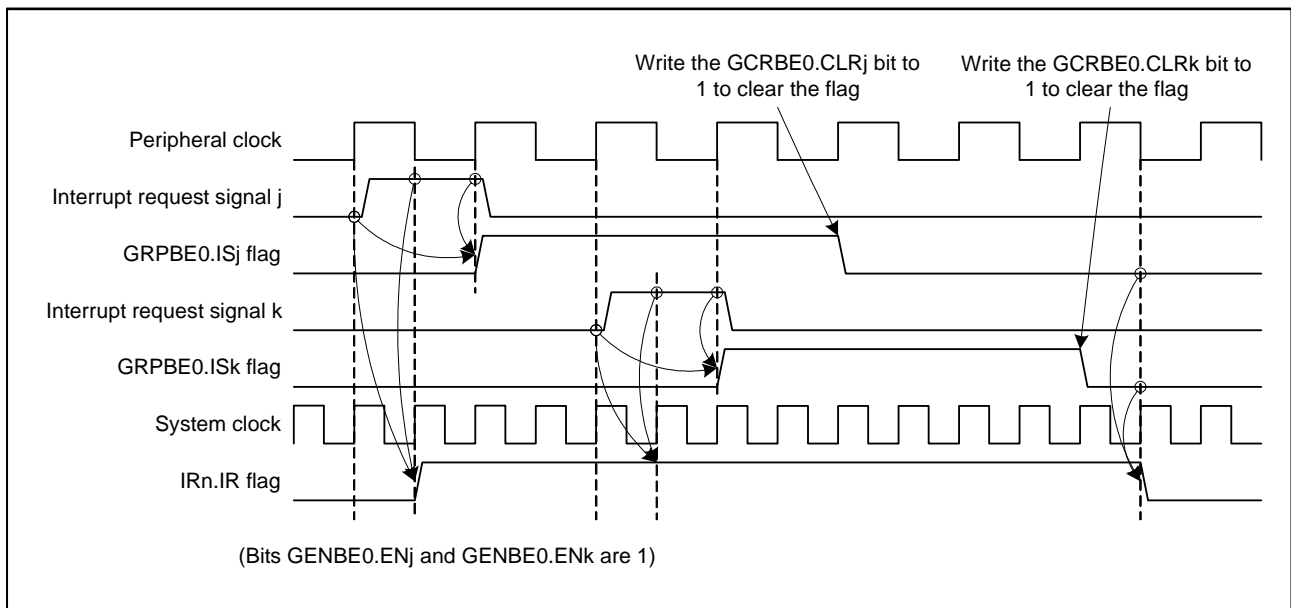 Write the GCRBE0.CLRj bit to
1 to clear the flag
Write the GCRBE0.CLRk bit to
1 to clear the flag
Peripheral clock
Interrupt request signal j
GRPBE0.ISj flag
Interrupt request signal k
GRPBE0.ISk flag
System clock
IRn.IR flag
(Bits GENBE0.ENj and GENBE0.ENk are 1)